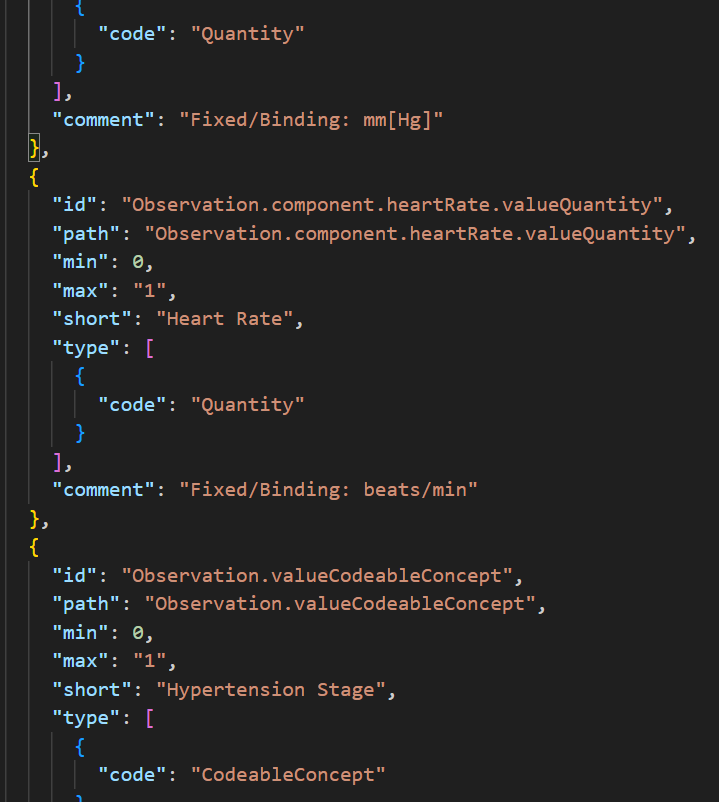 {
"code": "Quantity"
}
],
"comment": "Fixed/Binding: mm[Hg]"
},
{
"id": "Observation.component.heartRate.valueQuantity",
"path": "Observation.component.heartRate.valueQuantity",
"min": 0,
"max": "1",
"short": "Heart Rate",
"type": [
{
"code": "Quantity"
}
],
"comment": "Fixed/Binding: beats/min"
},
{
"id": "Observation.valueCodeableConcept",
"path": "Observation.valueCodeableConcept",
"min": 0,
"max": "1",
"short": "Hypertension Stage",
"type": [
{
"code": "CodeableConcept"
}